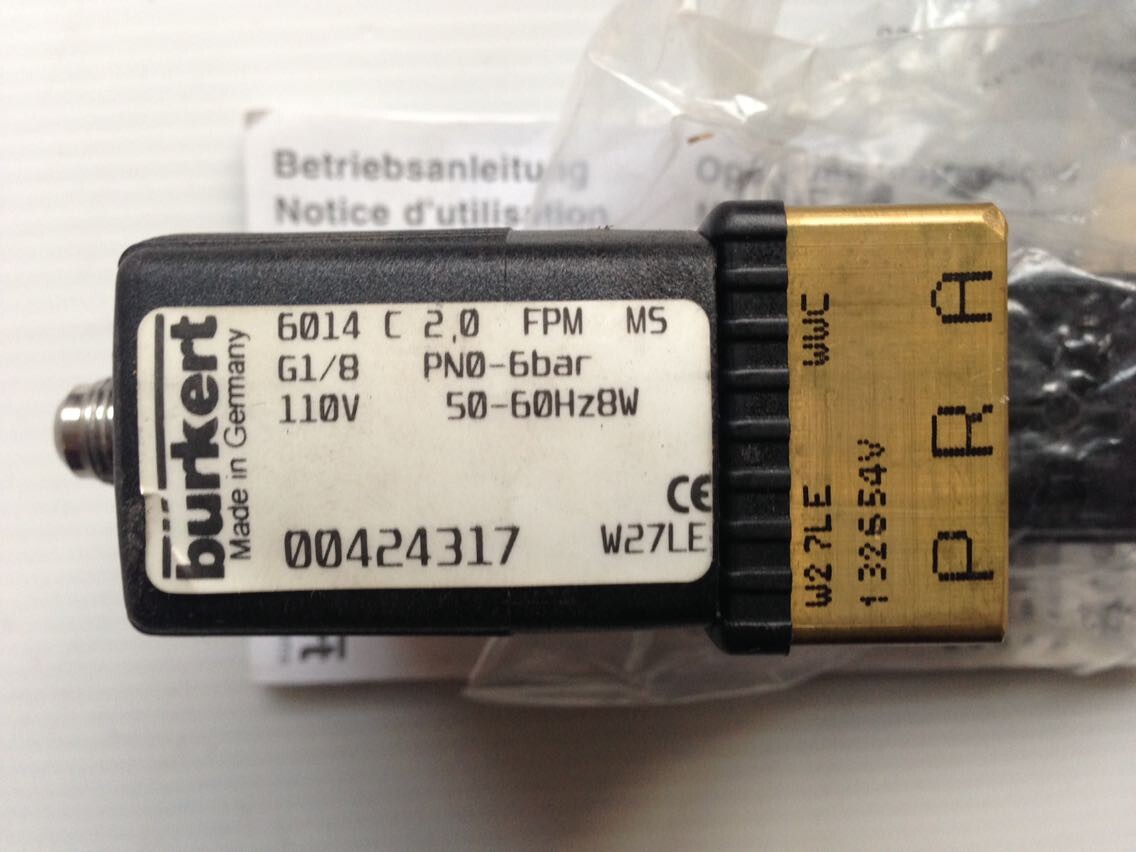 Betriebsanleitung
Notice d'utilisation
burkert
Made in Germany
6014 C 2,0 FPM MS
G1/8 PN0-6bar
110V 50-60Hz8W
CE
00424317 W27LE
W27LE WWC
132654V
P R A